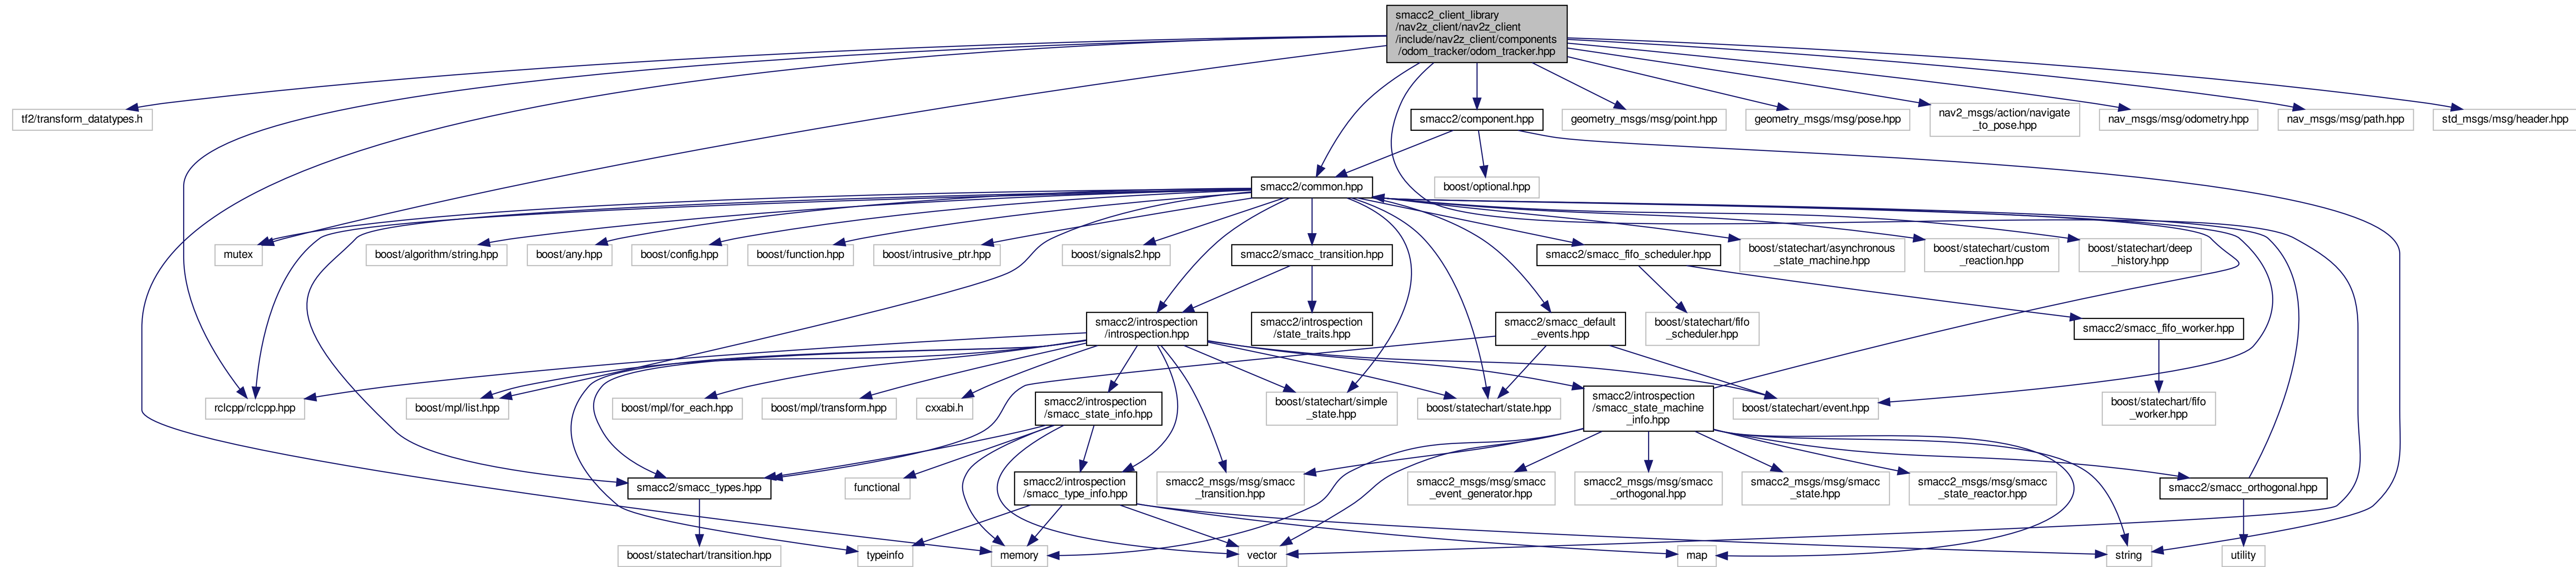 smacc2_client_library
/nav2z_client/nav2z_client
/include/nav2z_client/components
/odom_tracker/odom_tracker.hpp
tf2/transform_datatypes.h
smacc2/component.hpp
geometry_msgs/msg/point.hpp
geometry_msgs/msg/pose.hpp
nav2_msgs/action/navigate
_to_pose.hpp
nav_msgs/msg/odometry.hpp
nav_msgs/msg/path.hpp
std_msgs/msg/header.hpp
smacc2/common.hpp
boost/optional.hpp
mutex
boost/algorithm/string.hpp
boost/any.hpp
boost/config.hpp
boost/function.hpp
boost/intrusive_ptr.hpp
boost/signals2.hpp
smacc2/smacc_transition.hpp
smacc2/smacc_fifo_scheduler.hpp
boost/statechart/asynchronous
_state_machine.hpp
boost/statechart/custom
_reaction.hpp
boost/statechart/deep
_history.hpp
smacc2/introspection
/introspection.hpp
smacc2/introspection
/state_traits.hpp
smacc2/smacc_default
_events.hpp
boost/statechart/fifo
_scheduler.hpp
smacc2/smacc_fifo_worker.hpp
rclcpp/rclcpp.hpp
boost/mpl/list.hpp
boost/mpl/for_each.hpp
boost/mpl/transform.hpp
cxxabi.h
smacc2/introspection
/smacc_state_info.hpp
boost/statechart/simple
_state.hpp
boost/statechart/state.hpp
smacc2/introspection
/smacc_state_machine
_info.hpp
boost/statechart/event.hpp
boost/statechart/fifo
_worker.hpp
smacc2/smacc_types.hpp
functional
smacc2/introspection
/smacc_type_info.hpp
smacc2_msgs/msg/smacc
_transition.hpp
smacc2_msgs/msg/smacc
_event_generator.hpp
smacc2_msgs/msg/smacc
_orthogonal.hpp
smacc2_msgs/msg/smacc
_state.hpp
smacc2_msgs/msg/smacc
_state_reactor.hpp
smacc2/smacc_orthogonal.hpp
boost/statechart/transition.hpp
typeinfo
memory
vector
map
string
utility